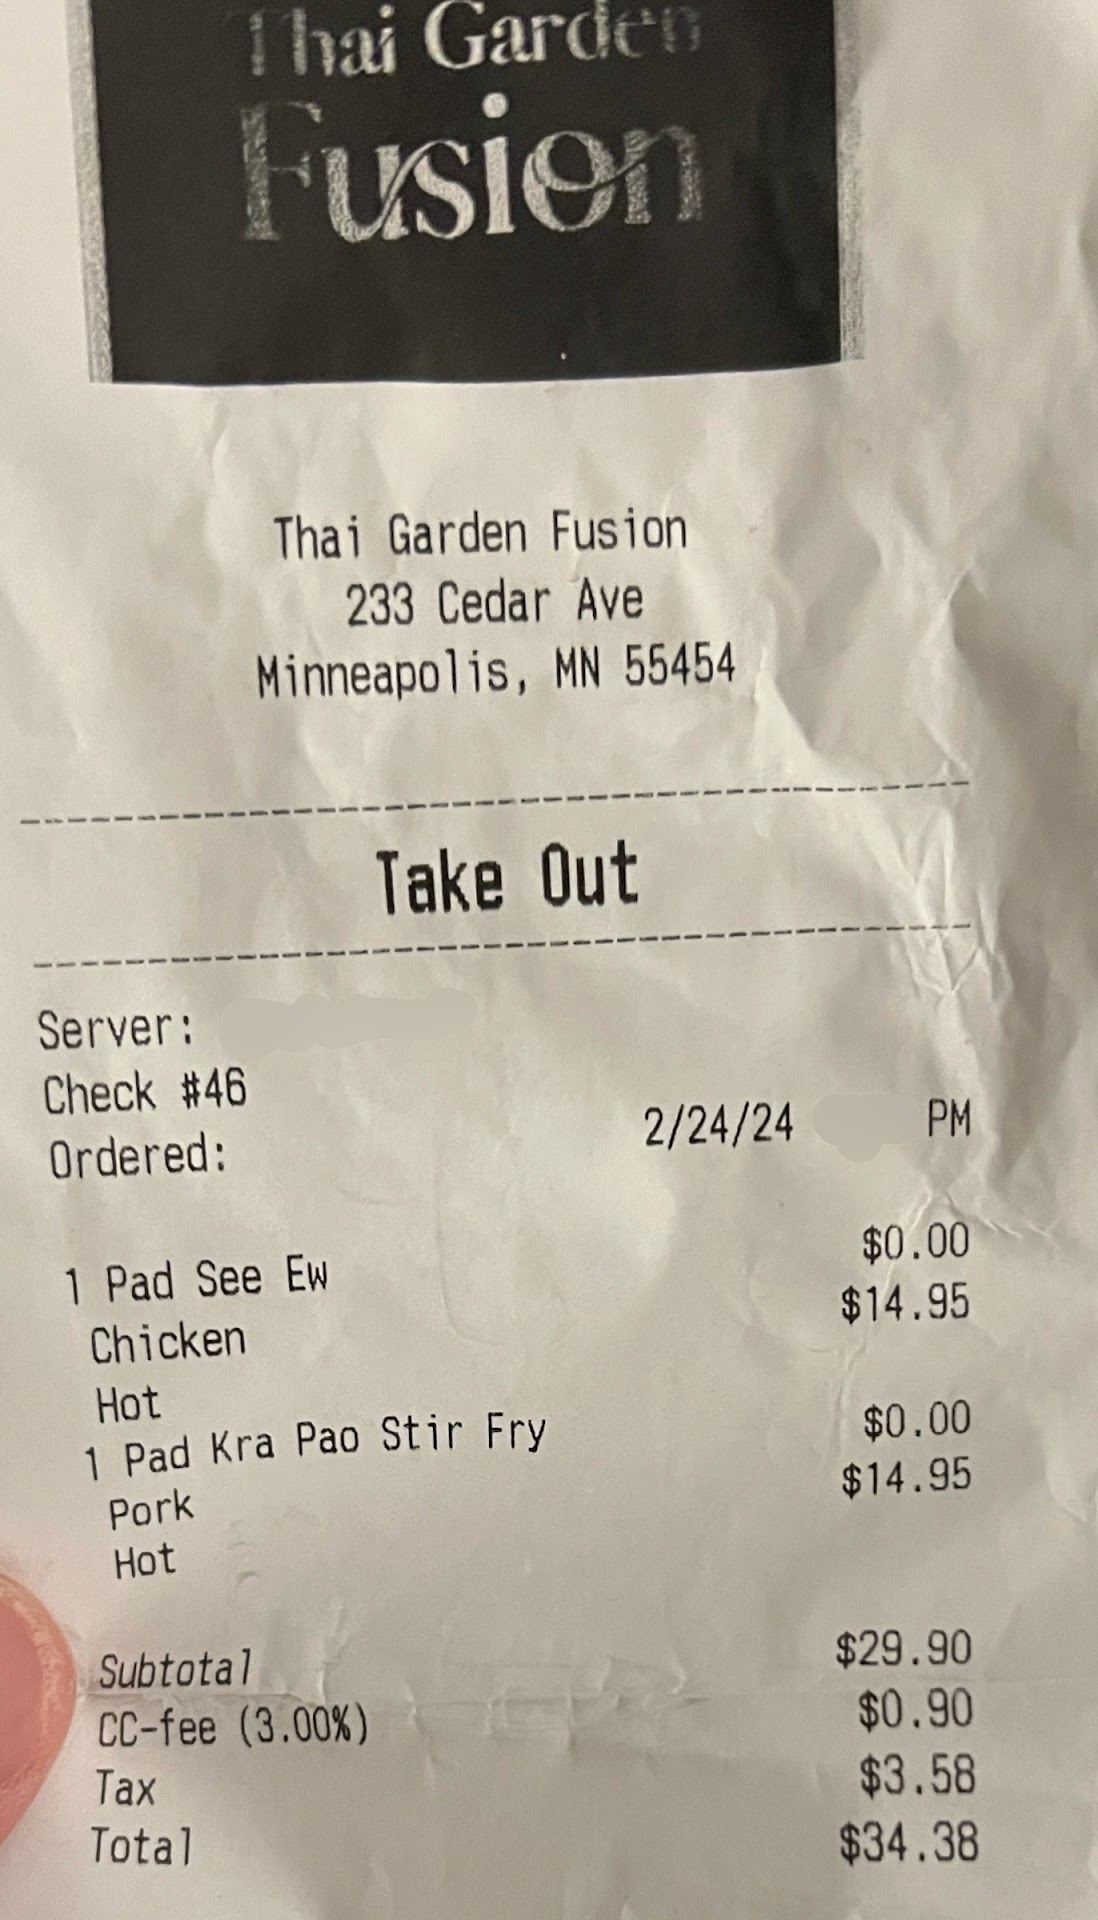 Thai Garden
Fusion
Thai Garden Fusion
233 Cedar Ave
Minneapolis, MN 55454
Take Out
Server:
Check #46
Ordered: 2/24/24 PM
1 Pad See Ew $0.00
Chicken $14.95
Hot
1 Pad Kra Pao Stir Fry $0.00
Pork $14.95
Hot
Subtotal $29.90
CC-fee (3.00%) $0.90
Tax $3.58
Total $34.38